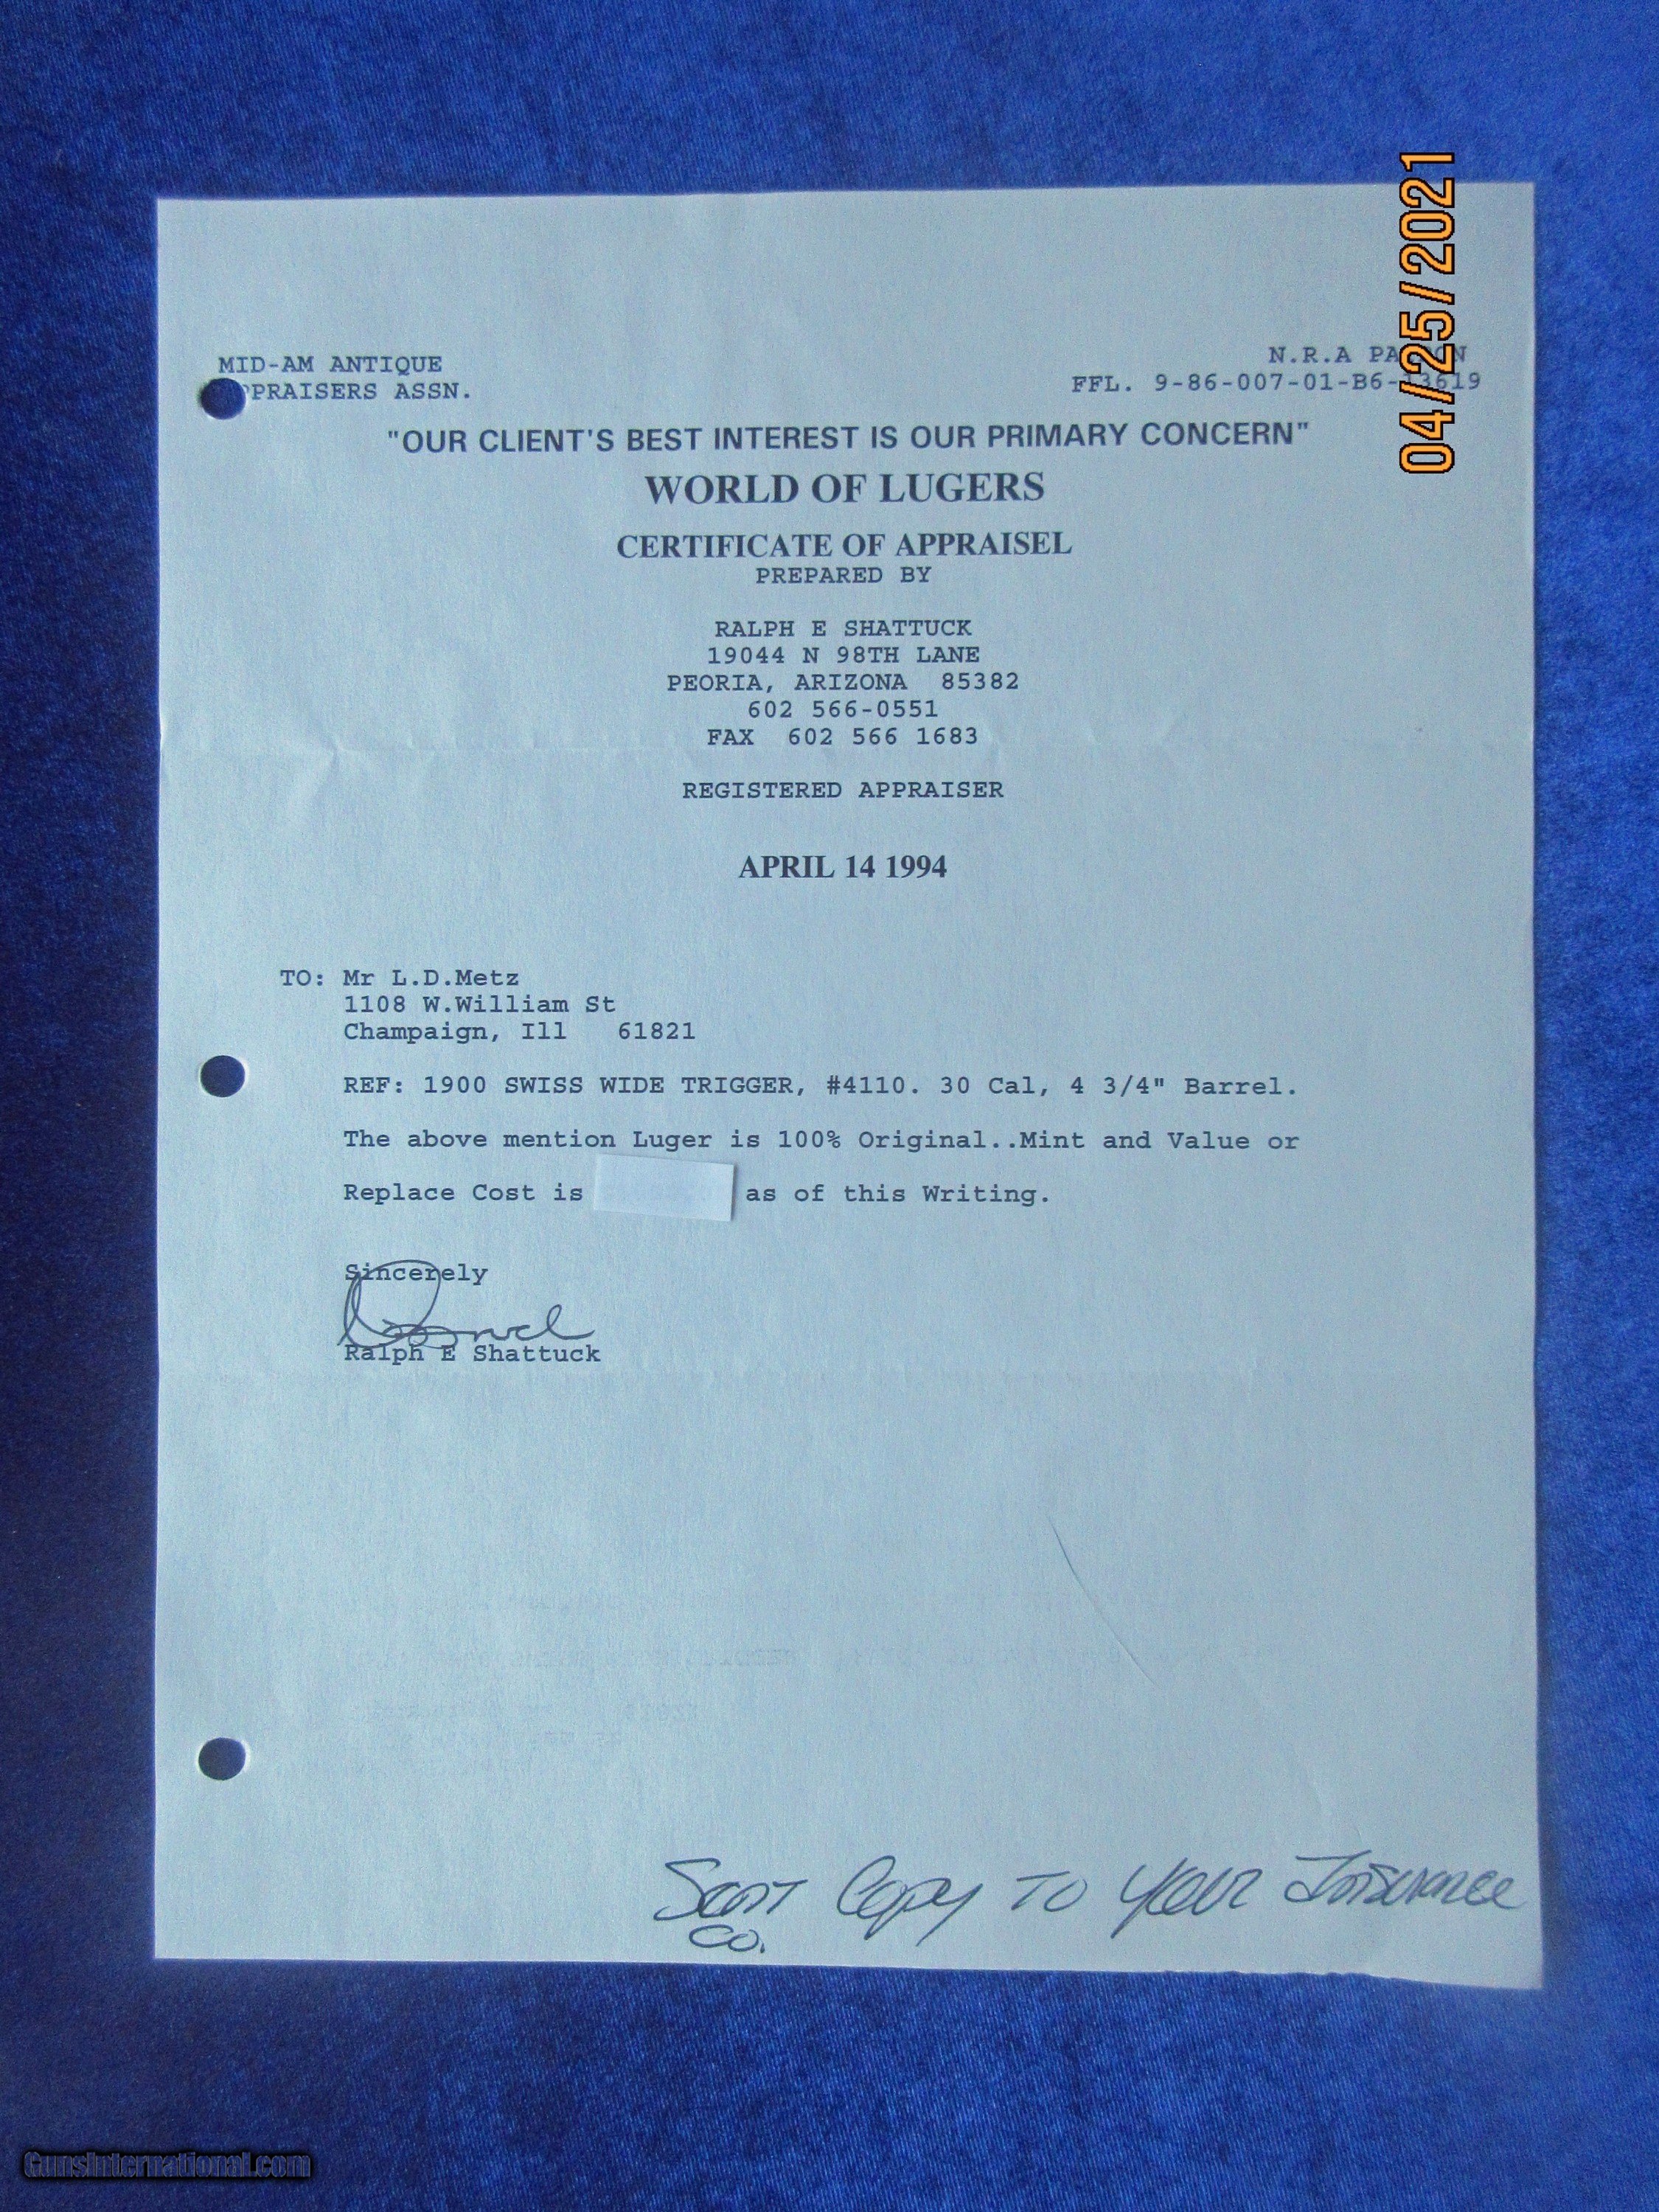 04/25/2021
MID-AM ANTIQUE
PPRAISERS ASSN.
N.R.A
FFL. 9-86-007-01-B6-13619
"OUR CLIENT'S BEST INTEREST IS OUR PRIMARY CONCERN"
WORLD OF LUGERS
CERTIFICATE OF APPRAISEL
PREPARED BY
RALPH E SHATTUCK
19044 N 98TH LANE
PEORIA, ARIZONA 85382
602 566-0551
FAX 602 566 1683
REGISTERED APPRAISER
APRIL 14 1994
TO: Mr L.D.Metz
1108 W.William St
Champaign, Ill 61821
REF: 1900 SWISS WIDE TRIGGER, #4110. 30 Cal, 4 3/4" Barrel.
The above mention Luger is 100% Original..Mint and Value or
Replace Cost is as of this Writing.
Sincerely
Ralph E Shattuck
Sent Copy To Your Insurance
Co.
GunsInternational.com